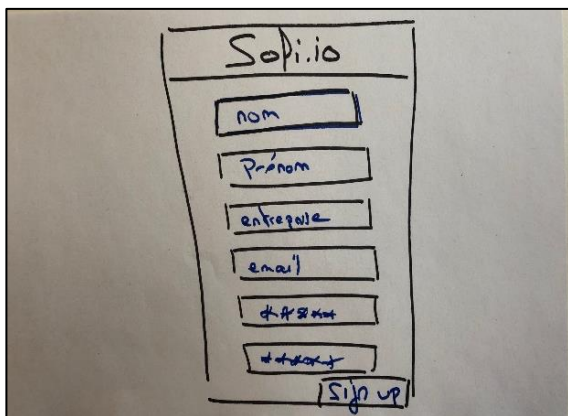 Sopi.io
nom
Prénom
entreprise
email
*****
******
Sign up